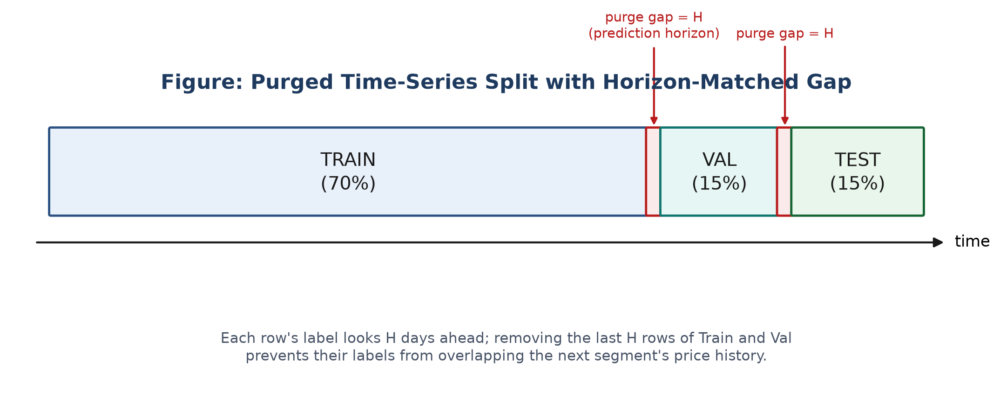 purge gap = H
(prediction horizon)
purge gap = H
Figure: Purged Time-Series Split with Horizon-Matched Gap
TRAIN
(70%)
VAL
(15%)
TEST
(15%)
time
Each row's label looks H days ahead; removing the last H rows of Train and Val
prevents their labels from overlapping the next segment's price history.